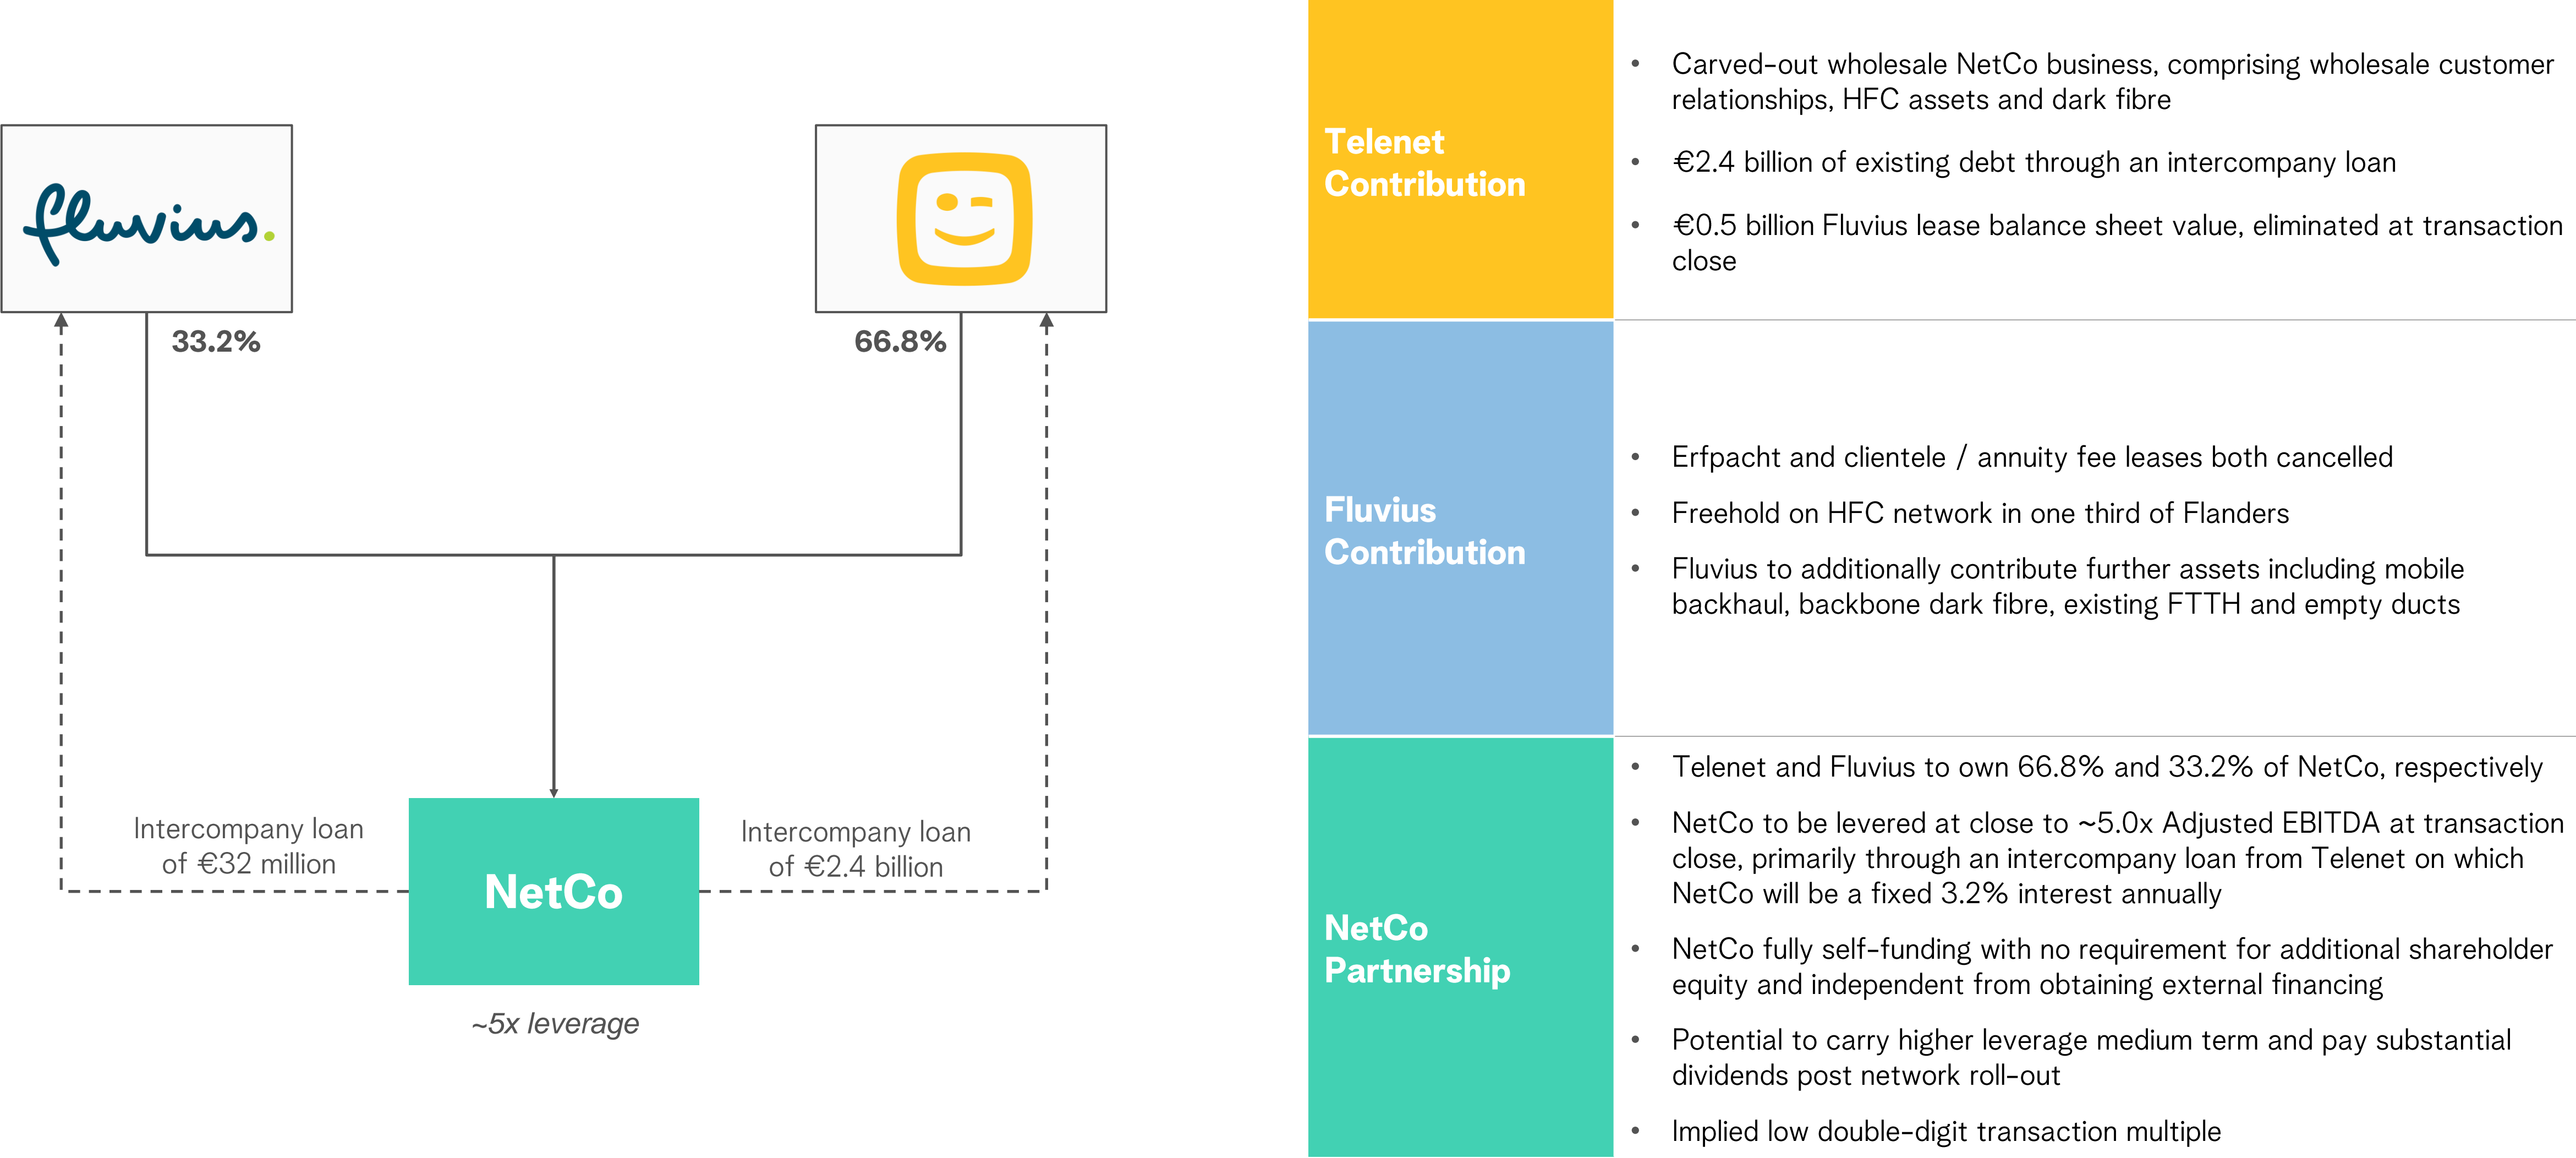 fluvius.
33.2%
66.8%
Intercompany loan
of €32 million
Intercompany loan
of €2.4 billion
NetCo
~5x leverage
Telenet
Contribution
• Carved-out wholesale NetCo business, comprising wholesale customer
relationships, HFC assets and dark fibre
• €2.4 billion of existing debt through an intercompany loan
• €0.5 billion Fluvius lease balance sheet value, eliminated at transaction
close
Fluvius
Contribution
• Erfpacht and clientele / annuity fee leases both cancelled
• Freehold on HFC network in one third of Flanders
• Fluvius to additionally contribute further assets including mobile
backhaul, backbone dark fibre, existing FTTH and empty ducts
NetCo
Partnership
• Telenet and Fluvius to own 66.8% and 33.2% of NetCo, respectively
• NetCo to be levered at close to ~5.0x Adjusted EBITDA at transaction
close, primarily through an intercompany loan from Telenet on which
NetCo will be a fixed 3.2% interest annually
• NetCo fully self-funding with no requirement for additional shareholder
equity and independent from obtaining external financing
• Potential to carry higher leverage medium term and pay substantial
dividends post network roll-out
• Implied low double-digit transaction multiple